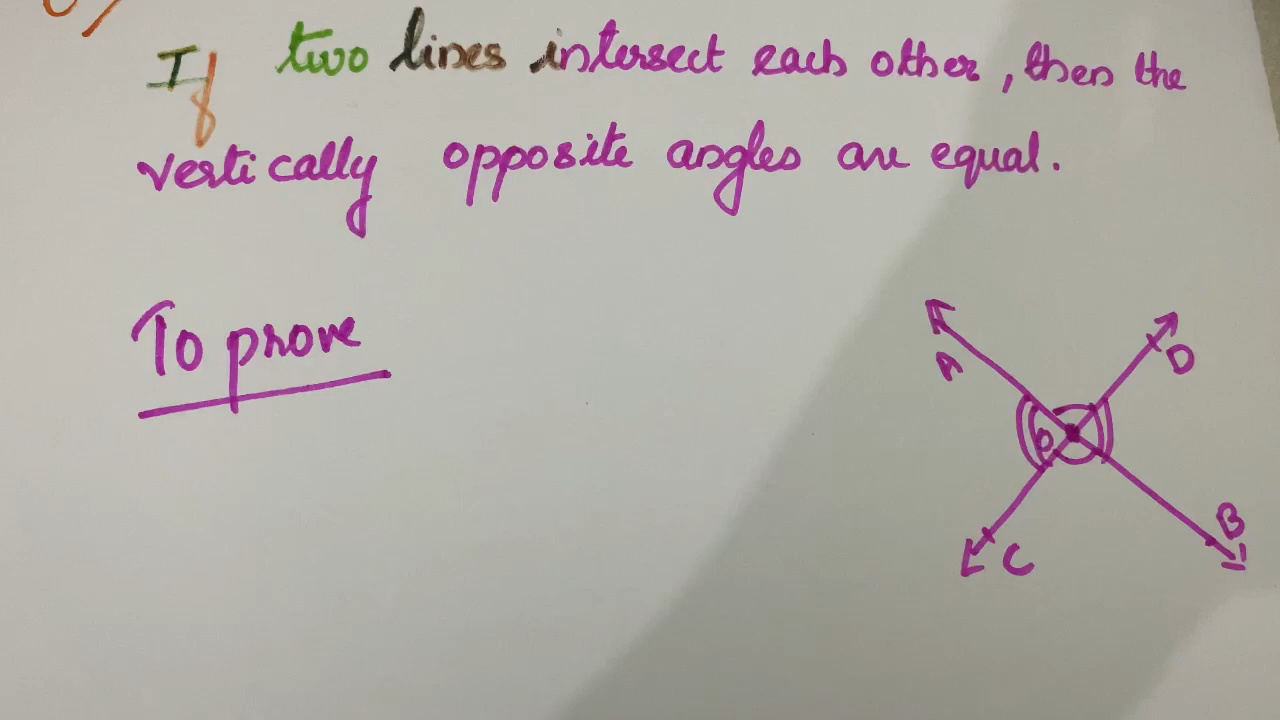 If two lines intersect each other, then the
vertically opposite angles are equal.
To prove
A
D
O
C
B